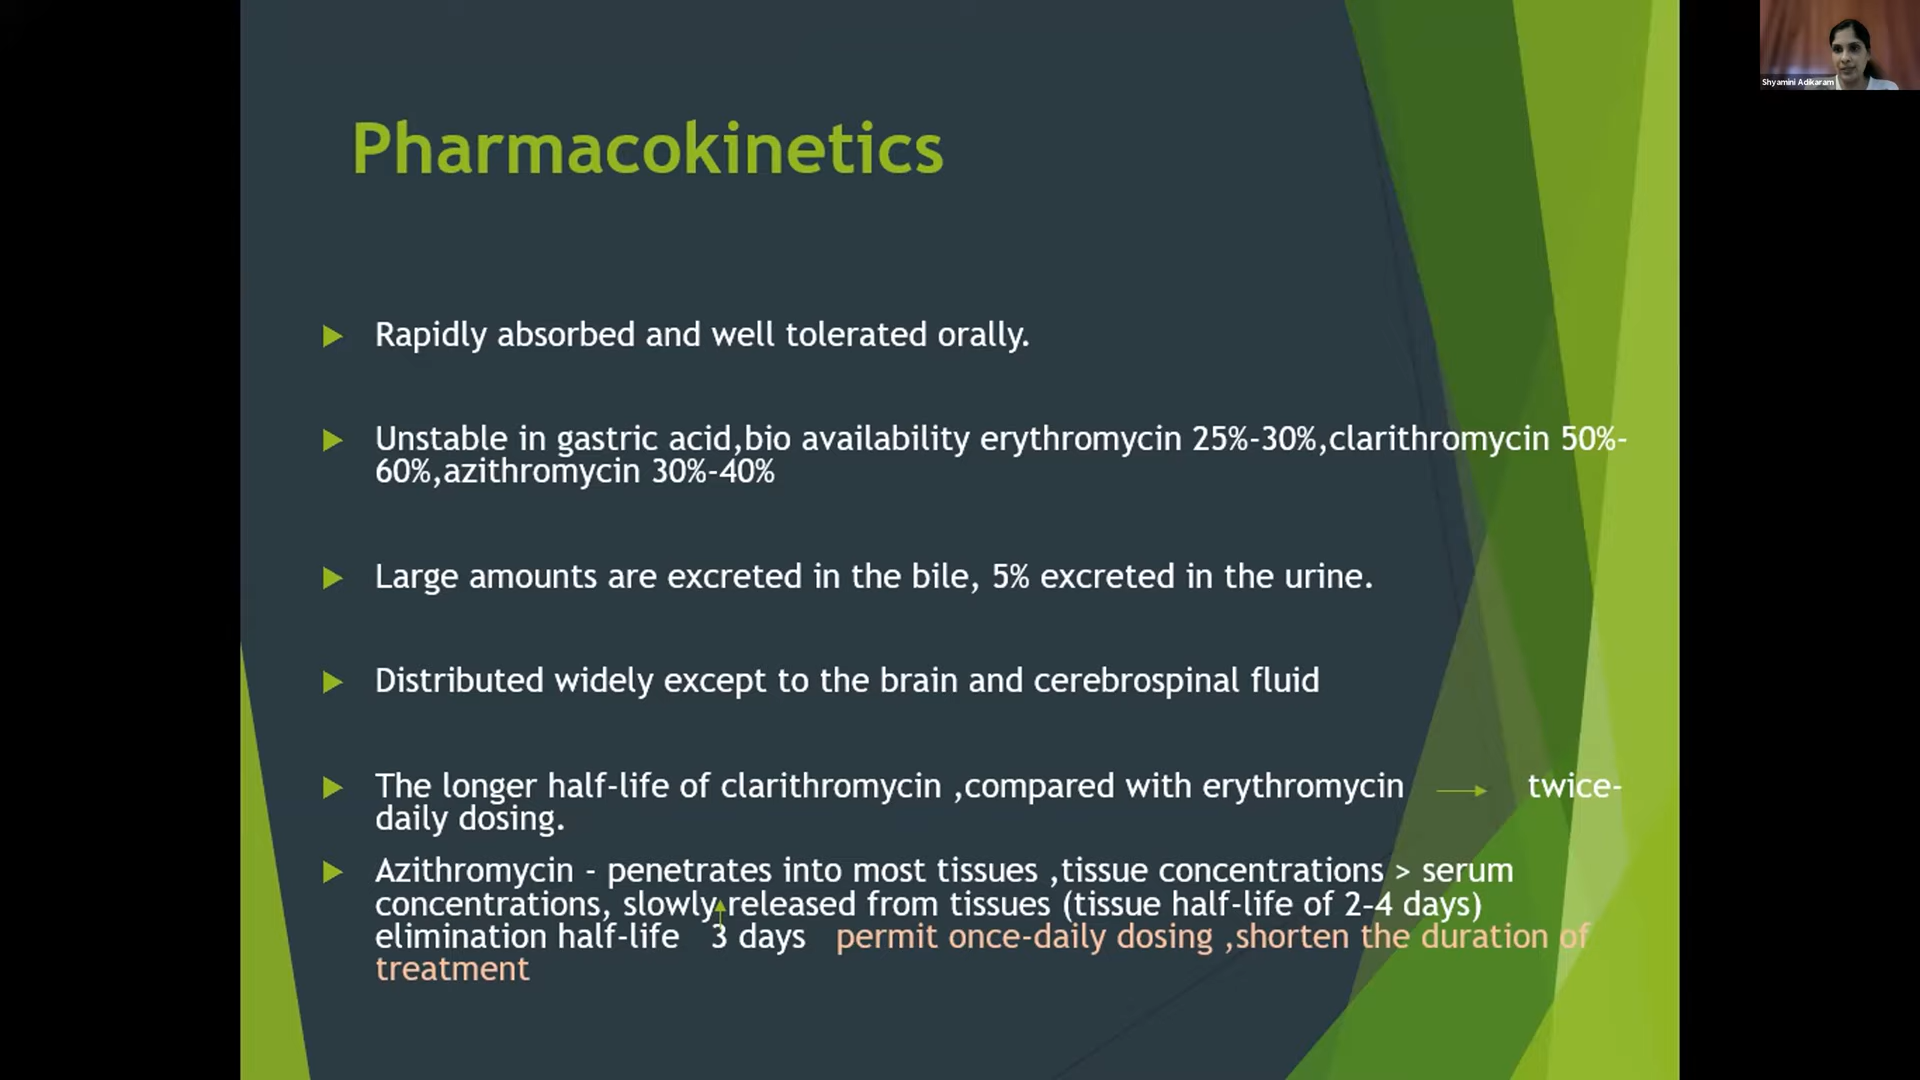 Pharmacokinetics
Rapidly absorbed and well tolerated orally.
Unstable in gastric acid,bio availability erythromycin 25%-30%,clarithromycin 50%-
60%,azithromycin 30%-40%
Large amounts are excreted in the bile, 5% excreted in the urine.
Distributed widely except to the brain and cerebrospinal fluid
The longer half-life of clarithromycin ,compared with erythromycin → twice-
daily dosing.
Azithromycin - penetrates into most tissues ,tissue concentrations > serum
concentrations, slowly released from tissues (tissue half-life of 2-4 days)
elimination half-life ↑ 3 days permit once-daily dosing ,shorten the duration of
treatment
Shyamini Adikaram